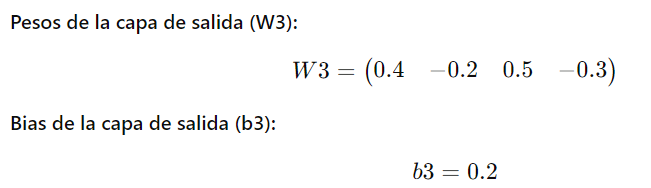 Pesos de la capa de salida (W3):
W3 = (0.4 −0.2 0.5 −0.3)
Bias de la capa de salida (b3):
b3 = 0.2